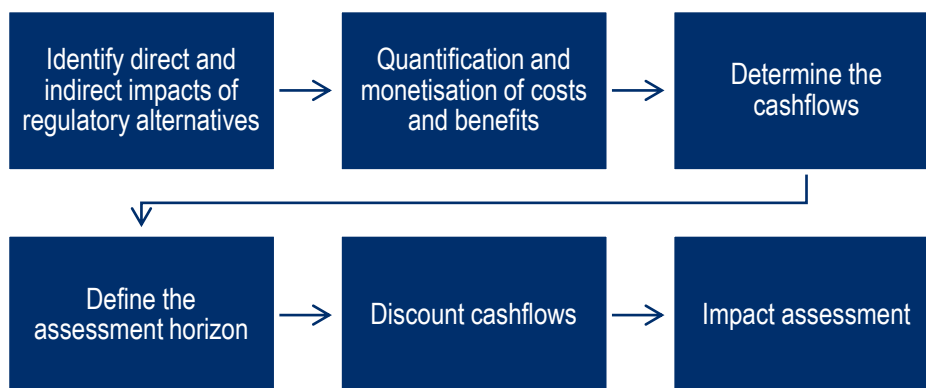 Identify direct and
indirect impacts of
regulatory alternatives
Quantification and
monetisation of costs
and benefits
Determine the
cashflows
Define the
assessment horizon
Discount cashflows
Impact assessment